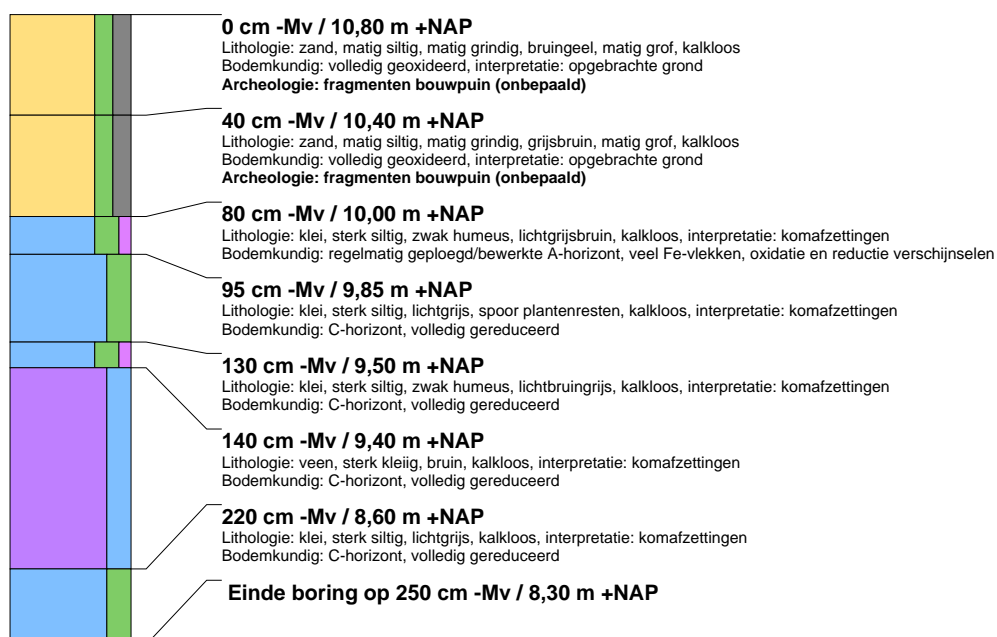 0 cm -Mv / 10,80 m +NAP
Lithologie: zand, matig siltig, matig grindig, bruingeel, matig grof, kalkloos
Bodemkundig: volledig geoxideerd, interpretatie: opgebrachte grond
Archeologie: fragmenten bouwpuin (onbepaald)
40 cm -Mv / 10,40 m +NAP
Lithologie: zand, matig siltig, matig grindig, grijsbruin, matig grof, kalkloos
Bodemkundig: volledig geoxideerd, interpretatie: opgebrachte grond
Archeologie: fragmenten bouwpuin (onbepaald)
80 cm -Mv / 10,00 m +NAP
Lithologie: klei, sterk siltig, zwak humeus, lichtgrijsbruin, kalkloos, interpretatie: komafzettingen
Bodemkundig: regelmatig geploegd/bewerkte A-horizont, veel Fe-vlekken, oxidatie en reductie verschijnselen
95 cm -Mv / 9,85 m +NAP
Lithologie: klei, sterk siltig, lichtgrijs, spoor plantenresten, kalkloos, interpretatie: komafzettingen
Bodemkundig: C-horizont, volledig gereduceerd
130 cm -Mv / 9,50 m +NAP
Lithologie: klei, sterk siltig, zwak humeus, lichtbruingrijs, kalkloos, interpretatie: komafzettingen
Bodemkundig: C-horizont, volledig gereduceerd
140 cm -Mv / 9,40 m +NAP
Lithologie: veen, sterk kleiig, bruin, kalkloos, interpretatie: komafzettingen
Bodemkundig: C-horizont, volledig gereduceerd
220 cm -Mv / 8,60 m +NAP
Lithologie: klei, sterk siltig, lichtgrijs, kalkloos, interpretatie: komafzettingen
Bodemkundig: C-horizont, volledig gereduceerd
Einde boring op 250 cm -Mv / 8,30 m +NAP